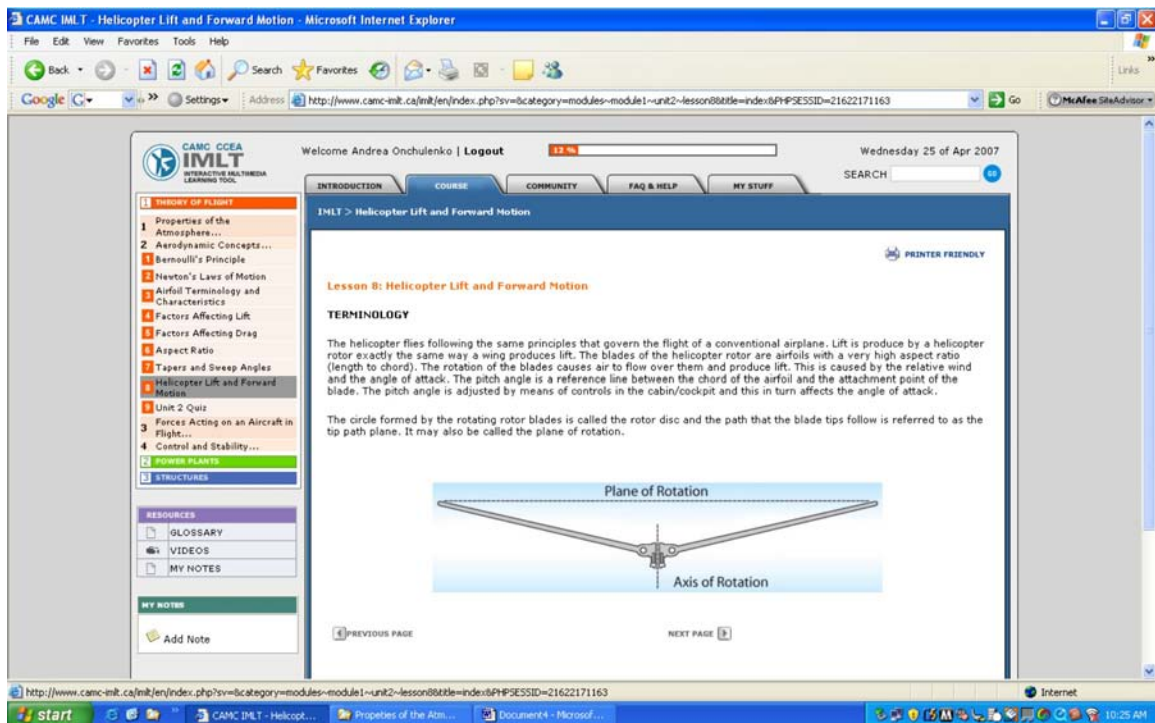 CAMC IMLT - Helicopter Lift and Forward Motion - Microsoft Internet Explorer
File Edit View Favorites Tools Help
Back Search Favorites
Links
Google G Settings Address http://www.camc-imlt.ca/imlt/en/index.php?sv=&category=modules~module1~unit2~lesson8&title=index&PHPSESSID=21622171163 Go McAfee SiteAdvisor
CAMC CCEA
IMLT
INTERACTIVE MULTIMEDIA
LEARNING TOOL
Welcome Andrea Onchulenko | Logout 12 % Wednesday 25 of Apr 2007
SEARCH GO
INTRODUCTION COURSE COMMUNITY FAQ & HELP MY STUFF
IMLT > Helicopter Lift and Forward Motion
1 THEORY OF FLIGHT
1 Properties of the
Atmosphere...
2 Aerodynamic Concepts...
1 Bernoulli's Principle
2 Newton's Laws of Motion
3 Airfoil Terminology and
Characteristics
4 Factors Affecting Lift
5 Factors Affecting Drag
6 Aspect Ratio
7 Tapers and Sweep Angles
8 Helicopter Lift and Forward
Motion
9 Unit 2 Quiz
3 Forces Acting on an Aircraft in
Flight...
4 Control and Stability...
2 POWER PLANTS
3 STRUCTURES
RESOURCES
GLOSSARY
VIDEOS
MY NOTES
MY NOTES
Add Note
PRINTER FRIENDLY
Lesson 8: Helicopter Lift and Forward Motion
TERMINOLOGY
The helicopter flies following the same principles that govern the flight of a conventional airplane. Lift is produce by a helicopter
rotor exactly the same way a wing produces lift. The blades of the helicopter rotor are airfoils with a very high aspect ratio
(length to chord). The rotation of the blades causes air to flow over them and produce lift. This is caused by the relative wind
and the angle of attack. The pitch angle is a reference line between the chord of the airfoil and the attachment point of the
blade. The pitch angle is adjusted by means of controls in the cabin/cockpit and this in turn affects the angle of attack.
The circle formed by the rotating rotor blades is called the rotor disc and the path that the blade tips follow is referred to as the
tip path plane. It may also be called the plane of rotation.
Plane of Rotation
Axis of Rotation
PREVIOUS PAGE NEXT PAGE
http://www.camc-imlt.ca/imlt/en/index.php?sv=&category=modules~module1~unit2~lesson8&title=index&PHPSESSID=21622171163 Internet
start CAMC IMLT - Helicopt... Propeties of the Atm... Document4 - Microsof... 10:25 AM